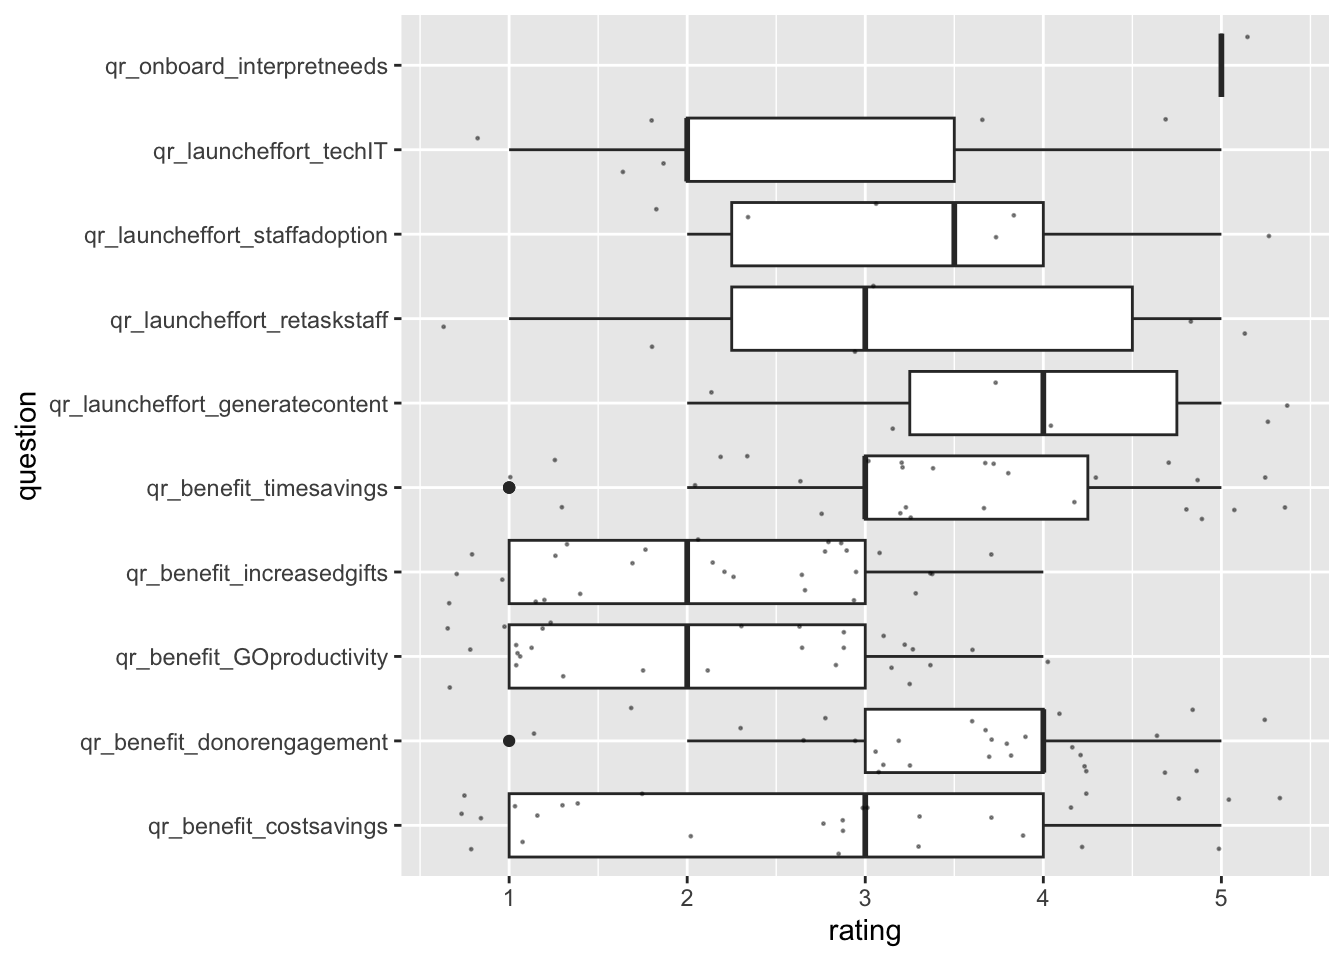 qr_onboard_interpretneeds
qr_launcheffort_techIT
qr_launcheffort_staffadoption
qr_launcheffort_retaskstaff
qr_launcheffort_generatecontent
qr_benefit_timesavings
qr_benefit_increasedgifts
qr_benefit_GOproductivity
qr_benefit_donorengagement
qr_benefit_costsavings
question
1 2 3 4 5
rating